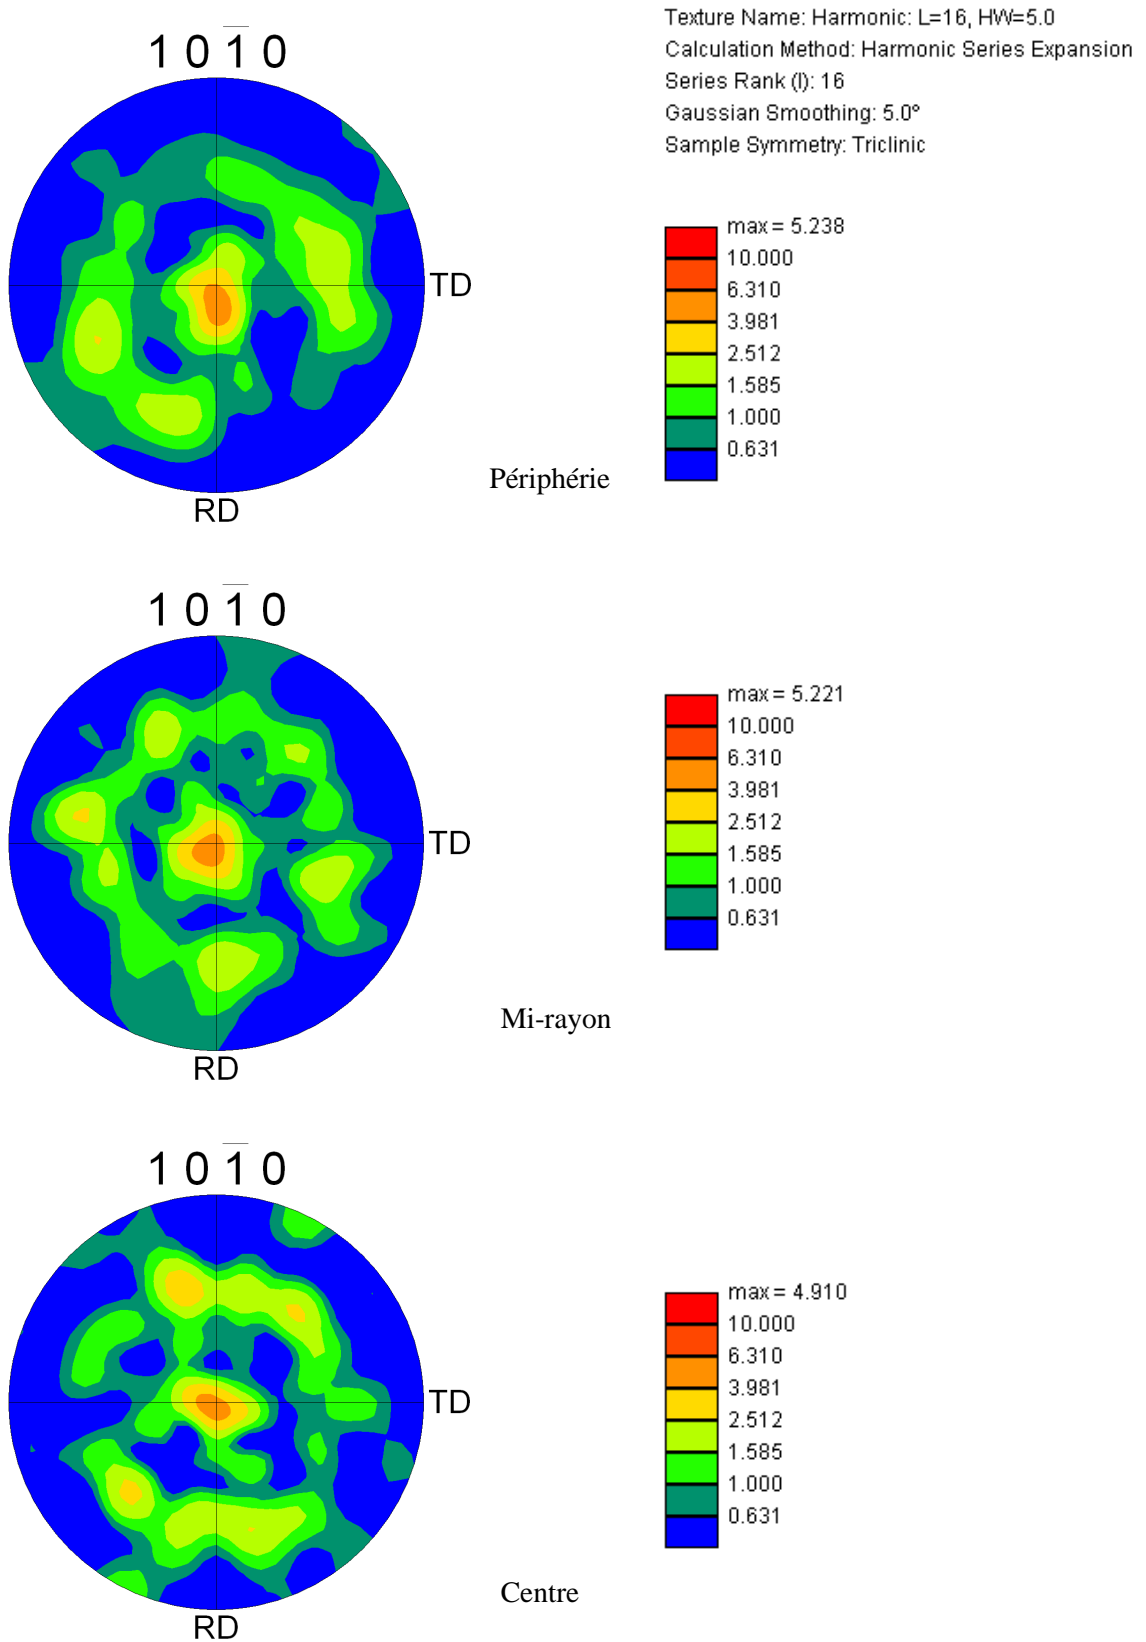 1 0 1̅ 0
TD
RD
Périphérie
Texture Name: Harmonic: L=16, HW=5.0
Calculation Method: Harmonic Series Expansion
Series Rank (l): 16
Gaussian Smoothing: 5.0°
Sample Symmetry: Triclinic
max = 5.238
10.000
6.310
3.981
2.512
1.585
1.000
0.631
1 0 1̅ 0
TD
RD
Mi-rayon
max = 5.221
10.000
6.310
3.981
2.512
1.585
1.000
0.631
1 0 1̅ 0
TD
RD
Centre
max = 4.910
10.000
6.310
3.981
2.512
1.585
1.000
0.631